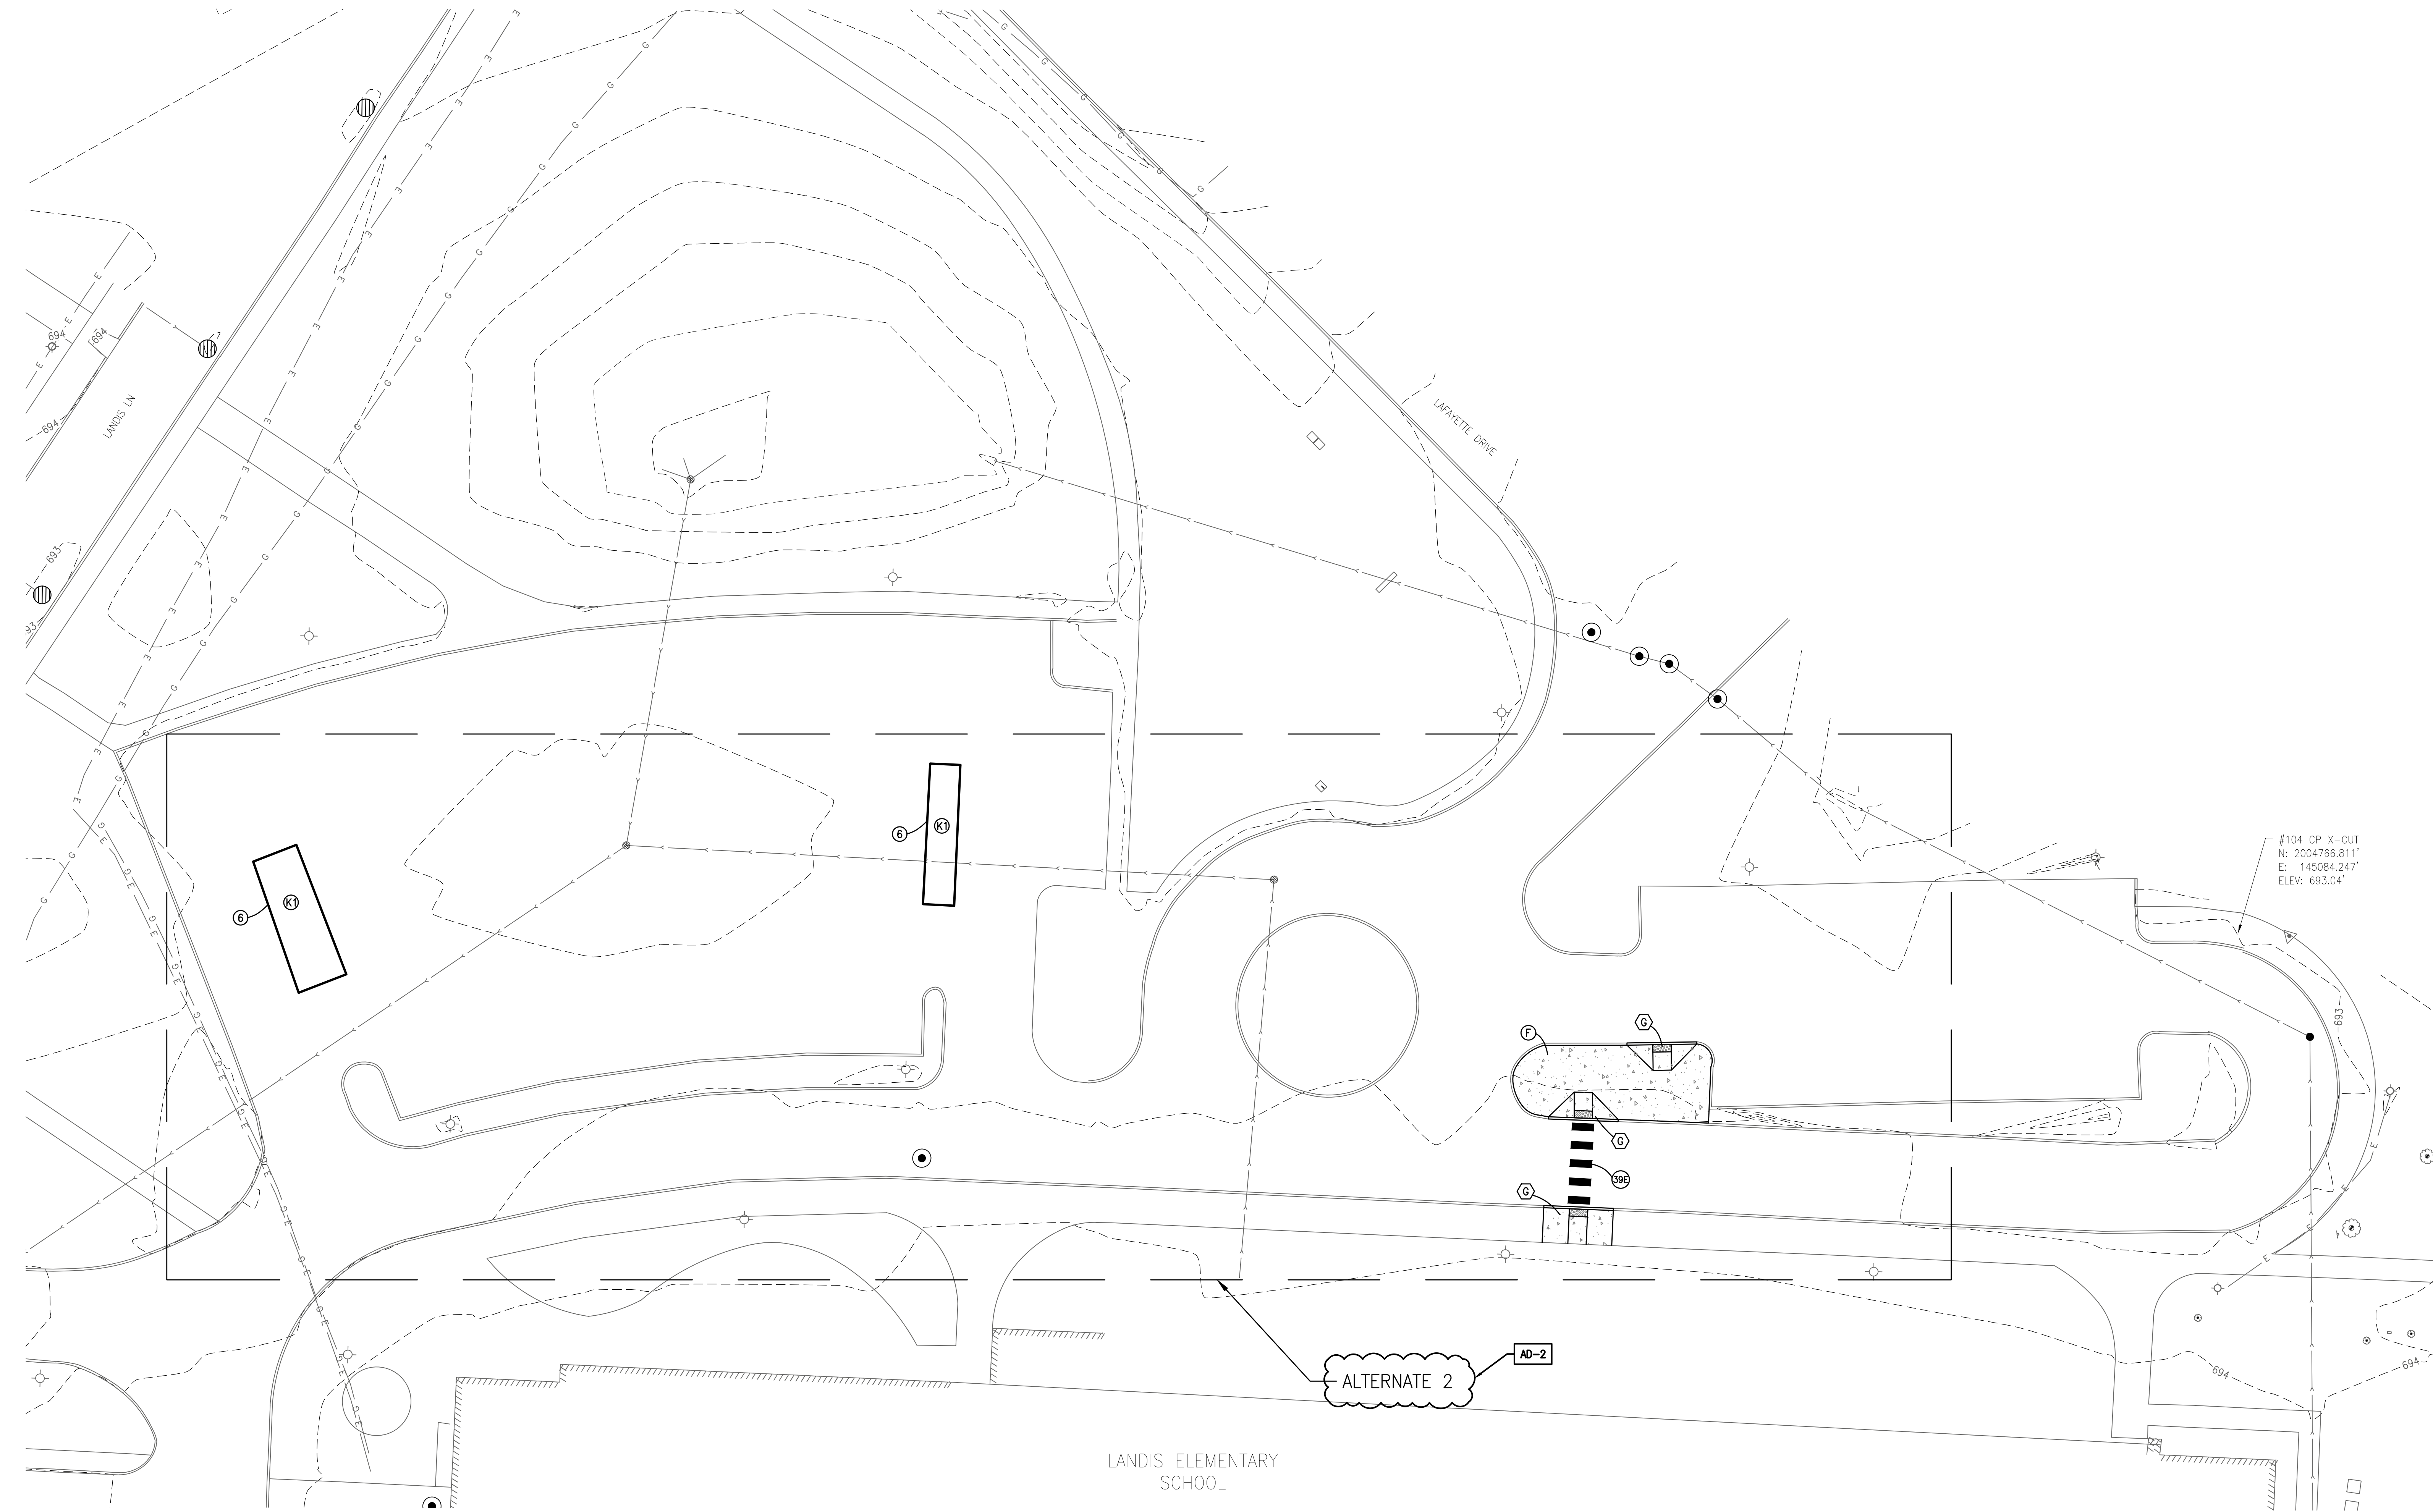 694
694
694
LANDIS LN
693
LAFAYETTE DRIVE
#104 CP X-CUT
N: 2004766.811'
E: 145084.247'
ELEV: 693.04'
6
K1
6
K1
F
G
G
39E
G
693
694
694
AD-2
ALTERNATE 2
LANDIS ELEMENTARY
SCHOOL